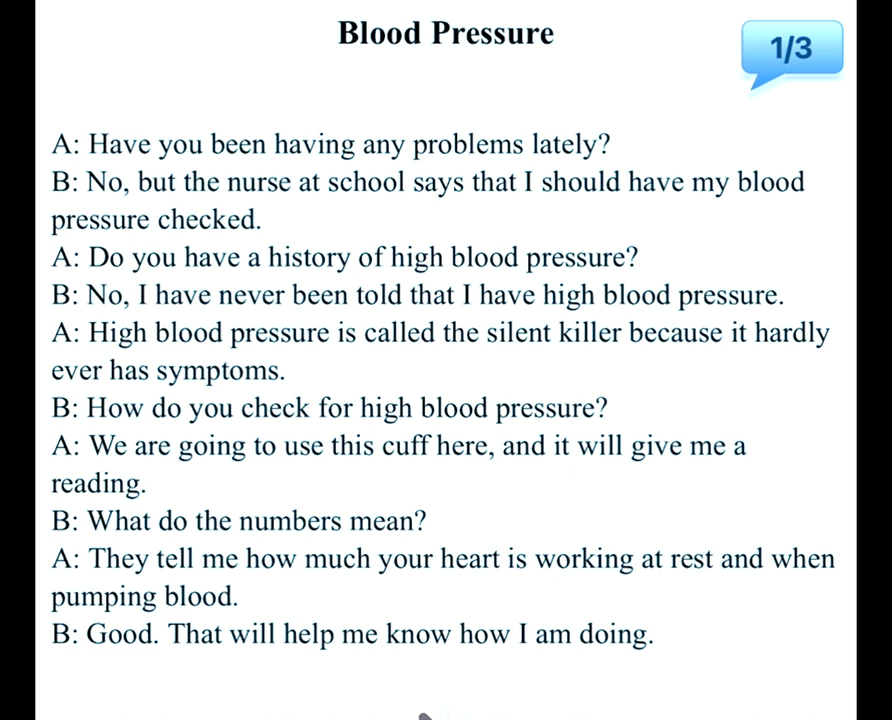 Blood Pressure
1/3
A: Have you been having any problems lately?
B: No, but the nurse at school says that I should have my blood
pressure checked.
A: Do you have a history of high blood pressure?
B: No, I have never been told that I have high blood pressure.
A: High blood pressure is called the silent killer because it hardly
ever has symptoms.
B: How do you check for high blood pressure?
A: We are going to use this cuff here, and it will give me a
reading.
B: What do the numbers mean?
A: They tell me how much your heart is working at rest and when
pumping blood.
B: Good. That will help me know how I am doing.